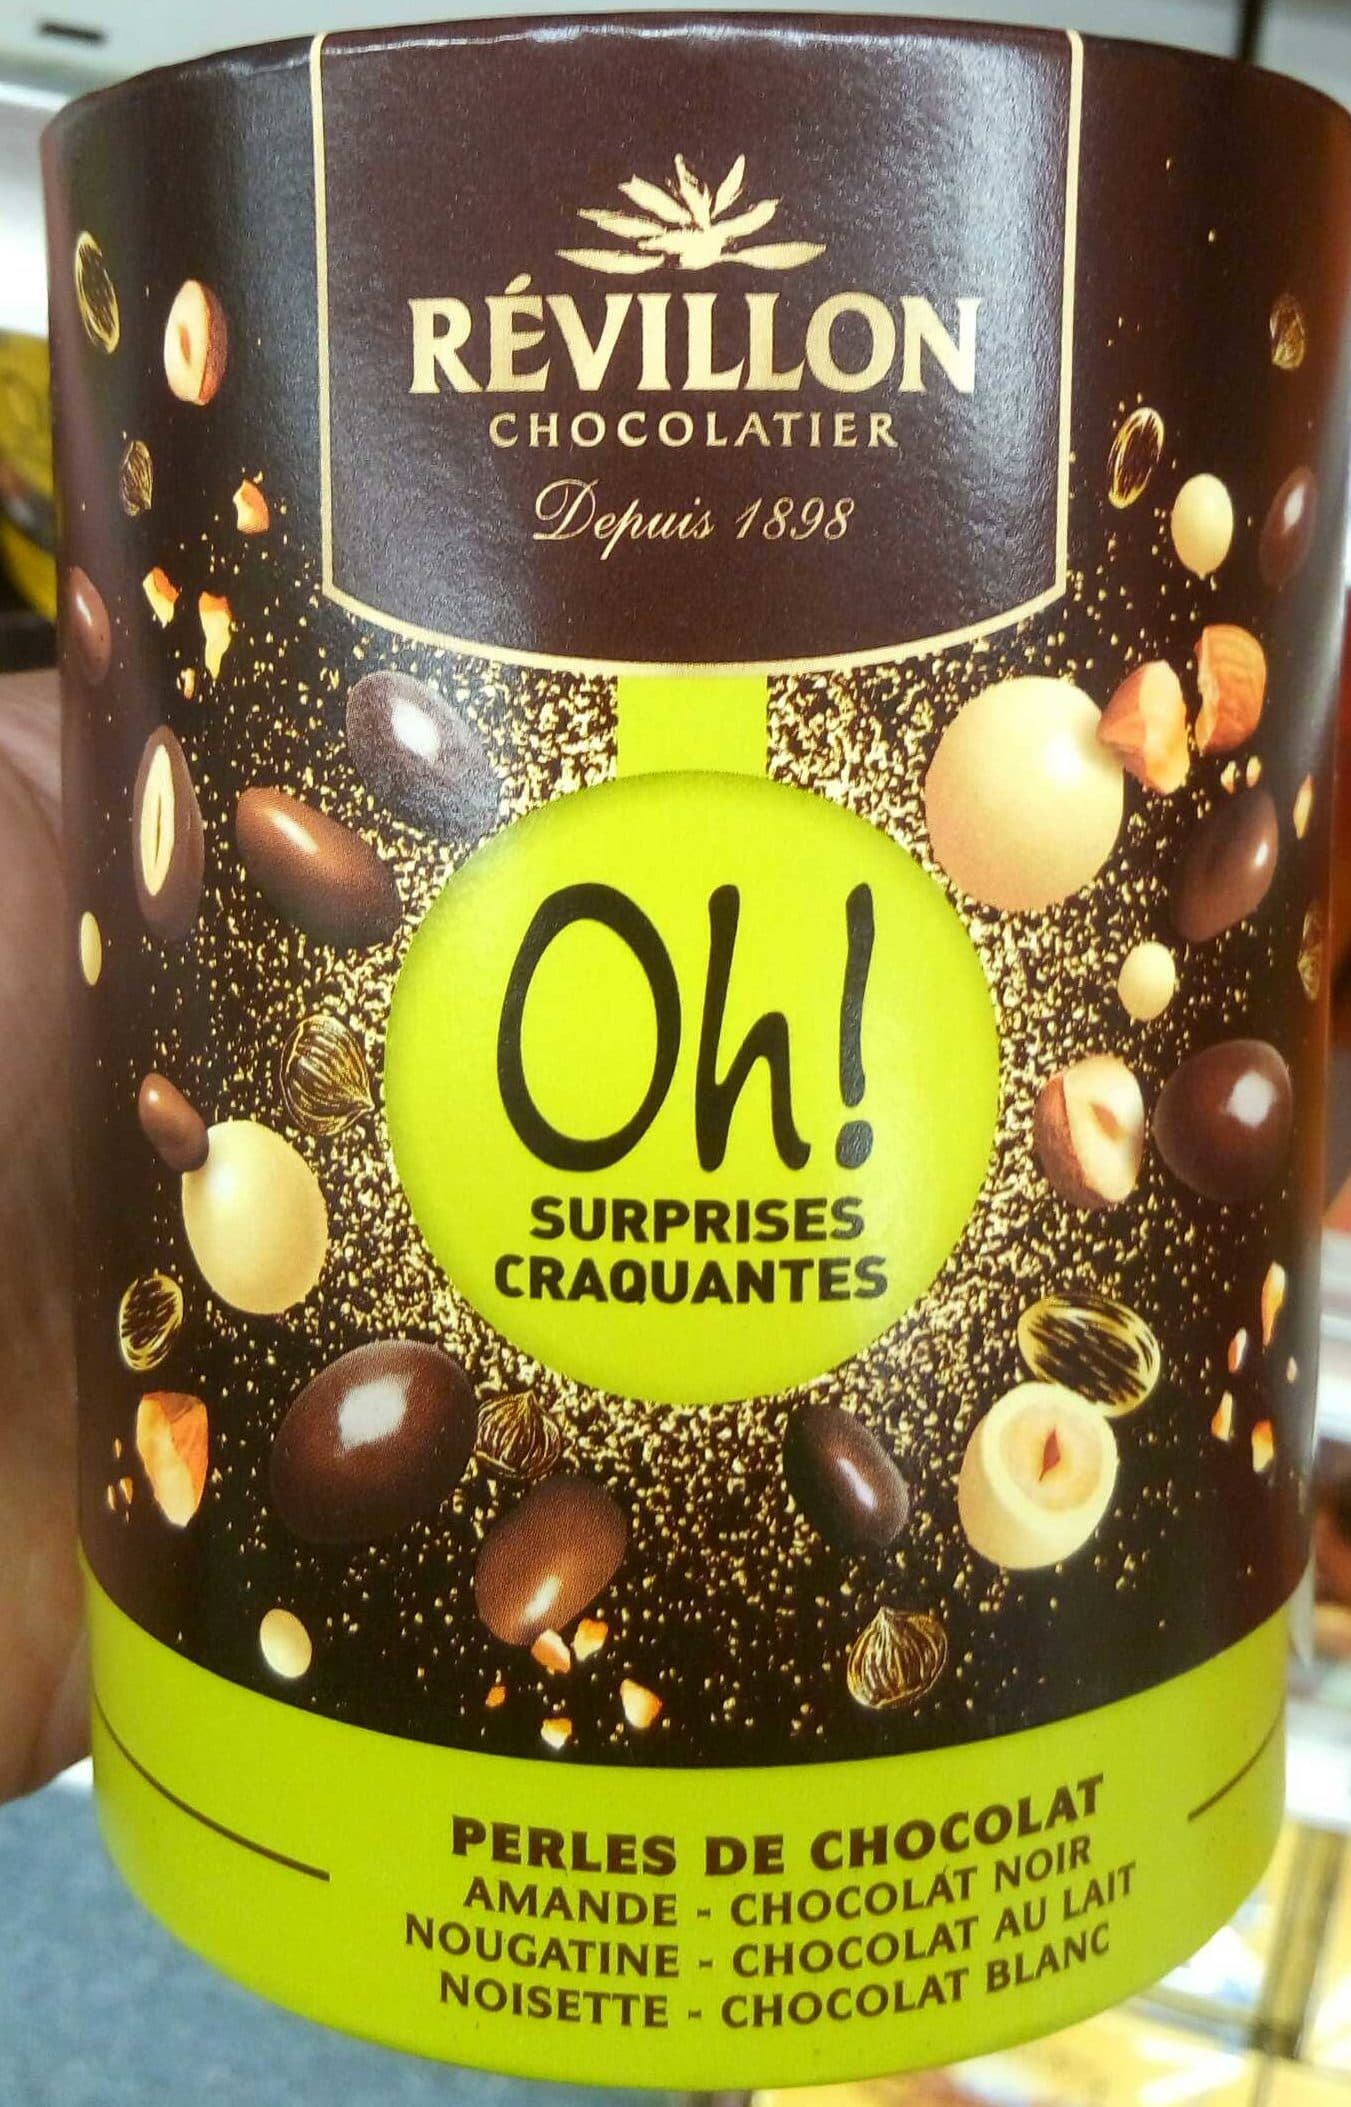 RÉVILLON
CHOCOLATIER
Depuis 1898
Oh!
SURPRISES
CRAQUANTES
PERLES DE CHOCOLAT
AMANDE - CHOCOLAT NOIR
NOUGATINE - CHOCOLAT AU LAIT
NOISETTE - CHOCOLAT BLANC